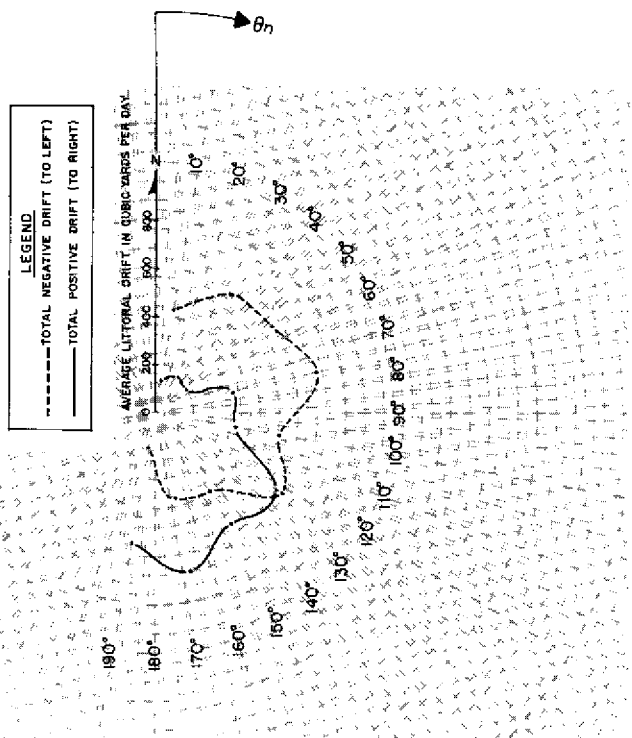 LEGEND
TOTAL NEGATIVE DRIFT (TO LEFT)
TOTAL POSITIVE DRIFT (TO RIGHT)
AVERAGE LITTORAL DRIFT IN CUBIC YARDS PER DAY
0 200 400 600 800
N
θn
10°
20°
30°
40°
50°
60°
70°
80°
90°
100°
110°
120°
130°
140°
150°
160°
170°
180°
190°